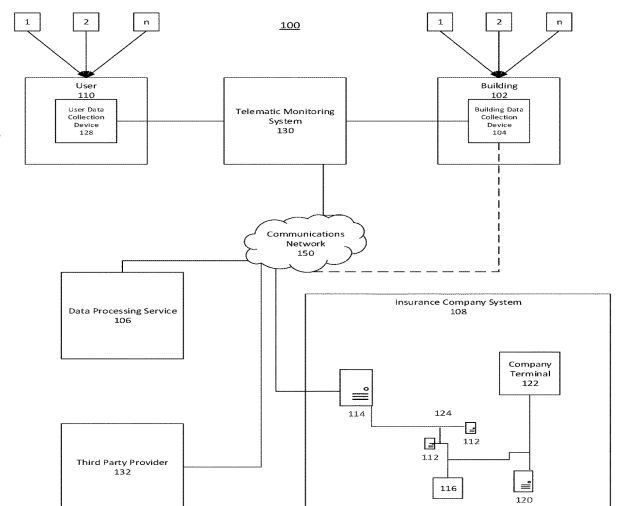 1
2
n
100
1
2
n
User
110
User Data
Collection
Device
128
Telematic Monitoring
System
130
Building
102
Building Data
Collection
Device
104
Communications
Network
150
Data Processing Service
106
Insurance Company System
108
Company
Terminal
122
114
124
112
112
116
120
Third Party Provider
132